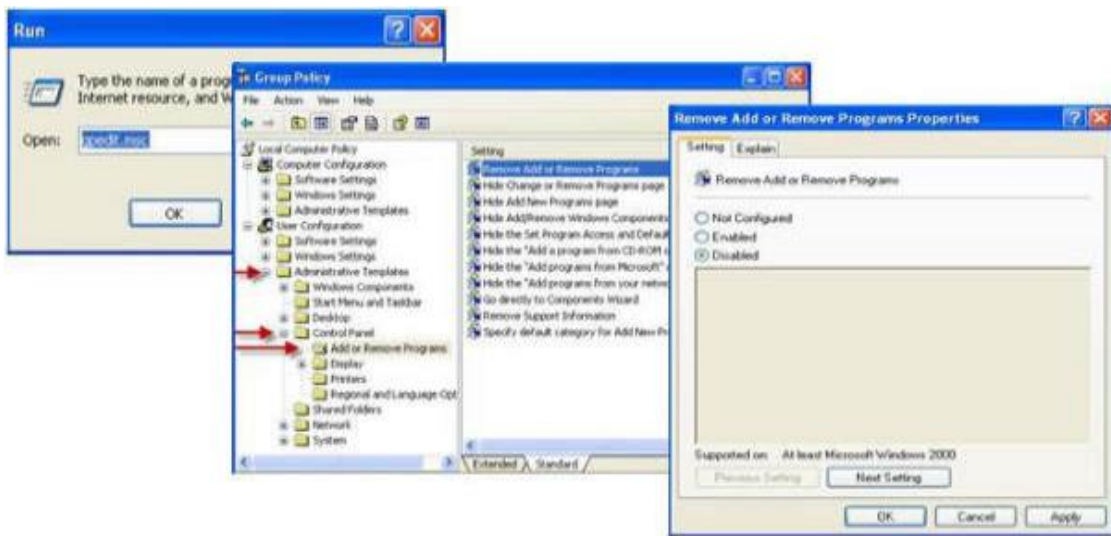 Run
Type the name of a prog
Internet resource, and W
Open:
gpedit.msc
OK
Group Policy
File Action View Help
Local Computer Policy
Computer Configuration
Software Settings
Windows Settings
Administrative Templates
User Configuration
Software Settings
Windows Settings
Administrative Templates
Windows Components
Start Menu and Taskbar
Desktop
Control Panel
Add or Remove Programs
Display
Printers
Regional and Language Opt
Shared Folders
Network
System
Setting
Remove Add or Remove Programs
Hide Change or Remove Programs page
Hide Add New Programs page
Hide Add/Remove Windows Components
Hide the Set Program Access and Defaul
Hide the "Add a program from CD-ROM
Hide the "Add programs from Microsoft"
Hide the "Add programs from your netwo
Go directly to Components Wizard
Remove Support Information
Specify default category for Add New Pr
Extended Standard
Remove Add or Remove Programs Properties
Setting Explain
Remove Add or Remove Programs
Not Configured
Enabled
Disabled
Supported on: At least Microsoft Windows 2000
Previous Setting Next Setting
OK Cancel Apply